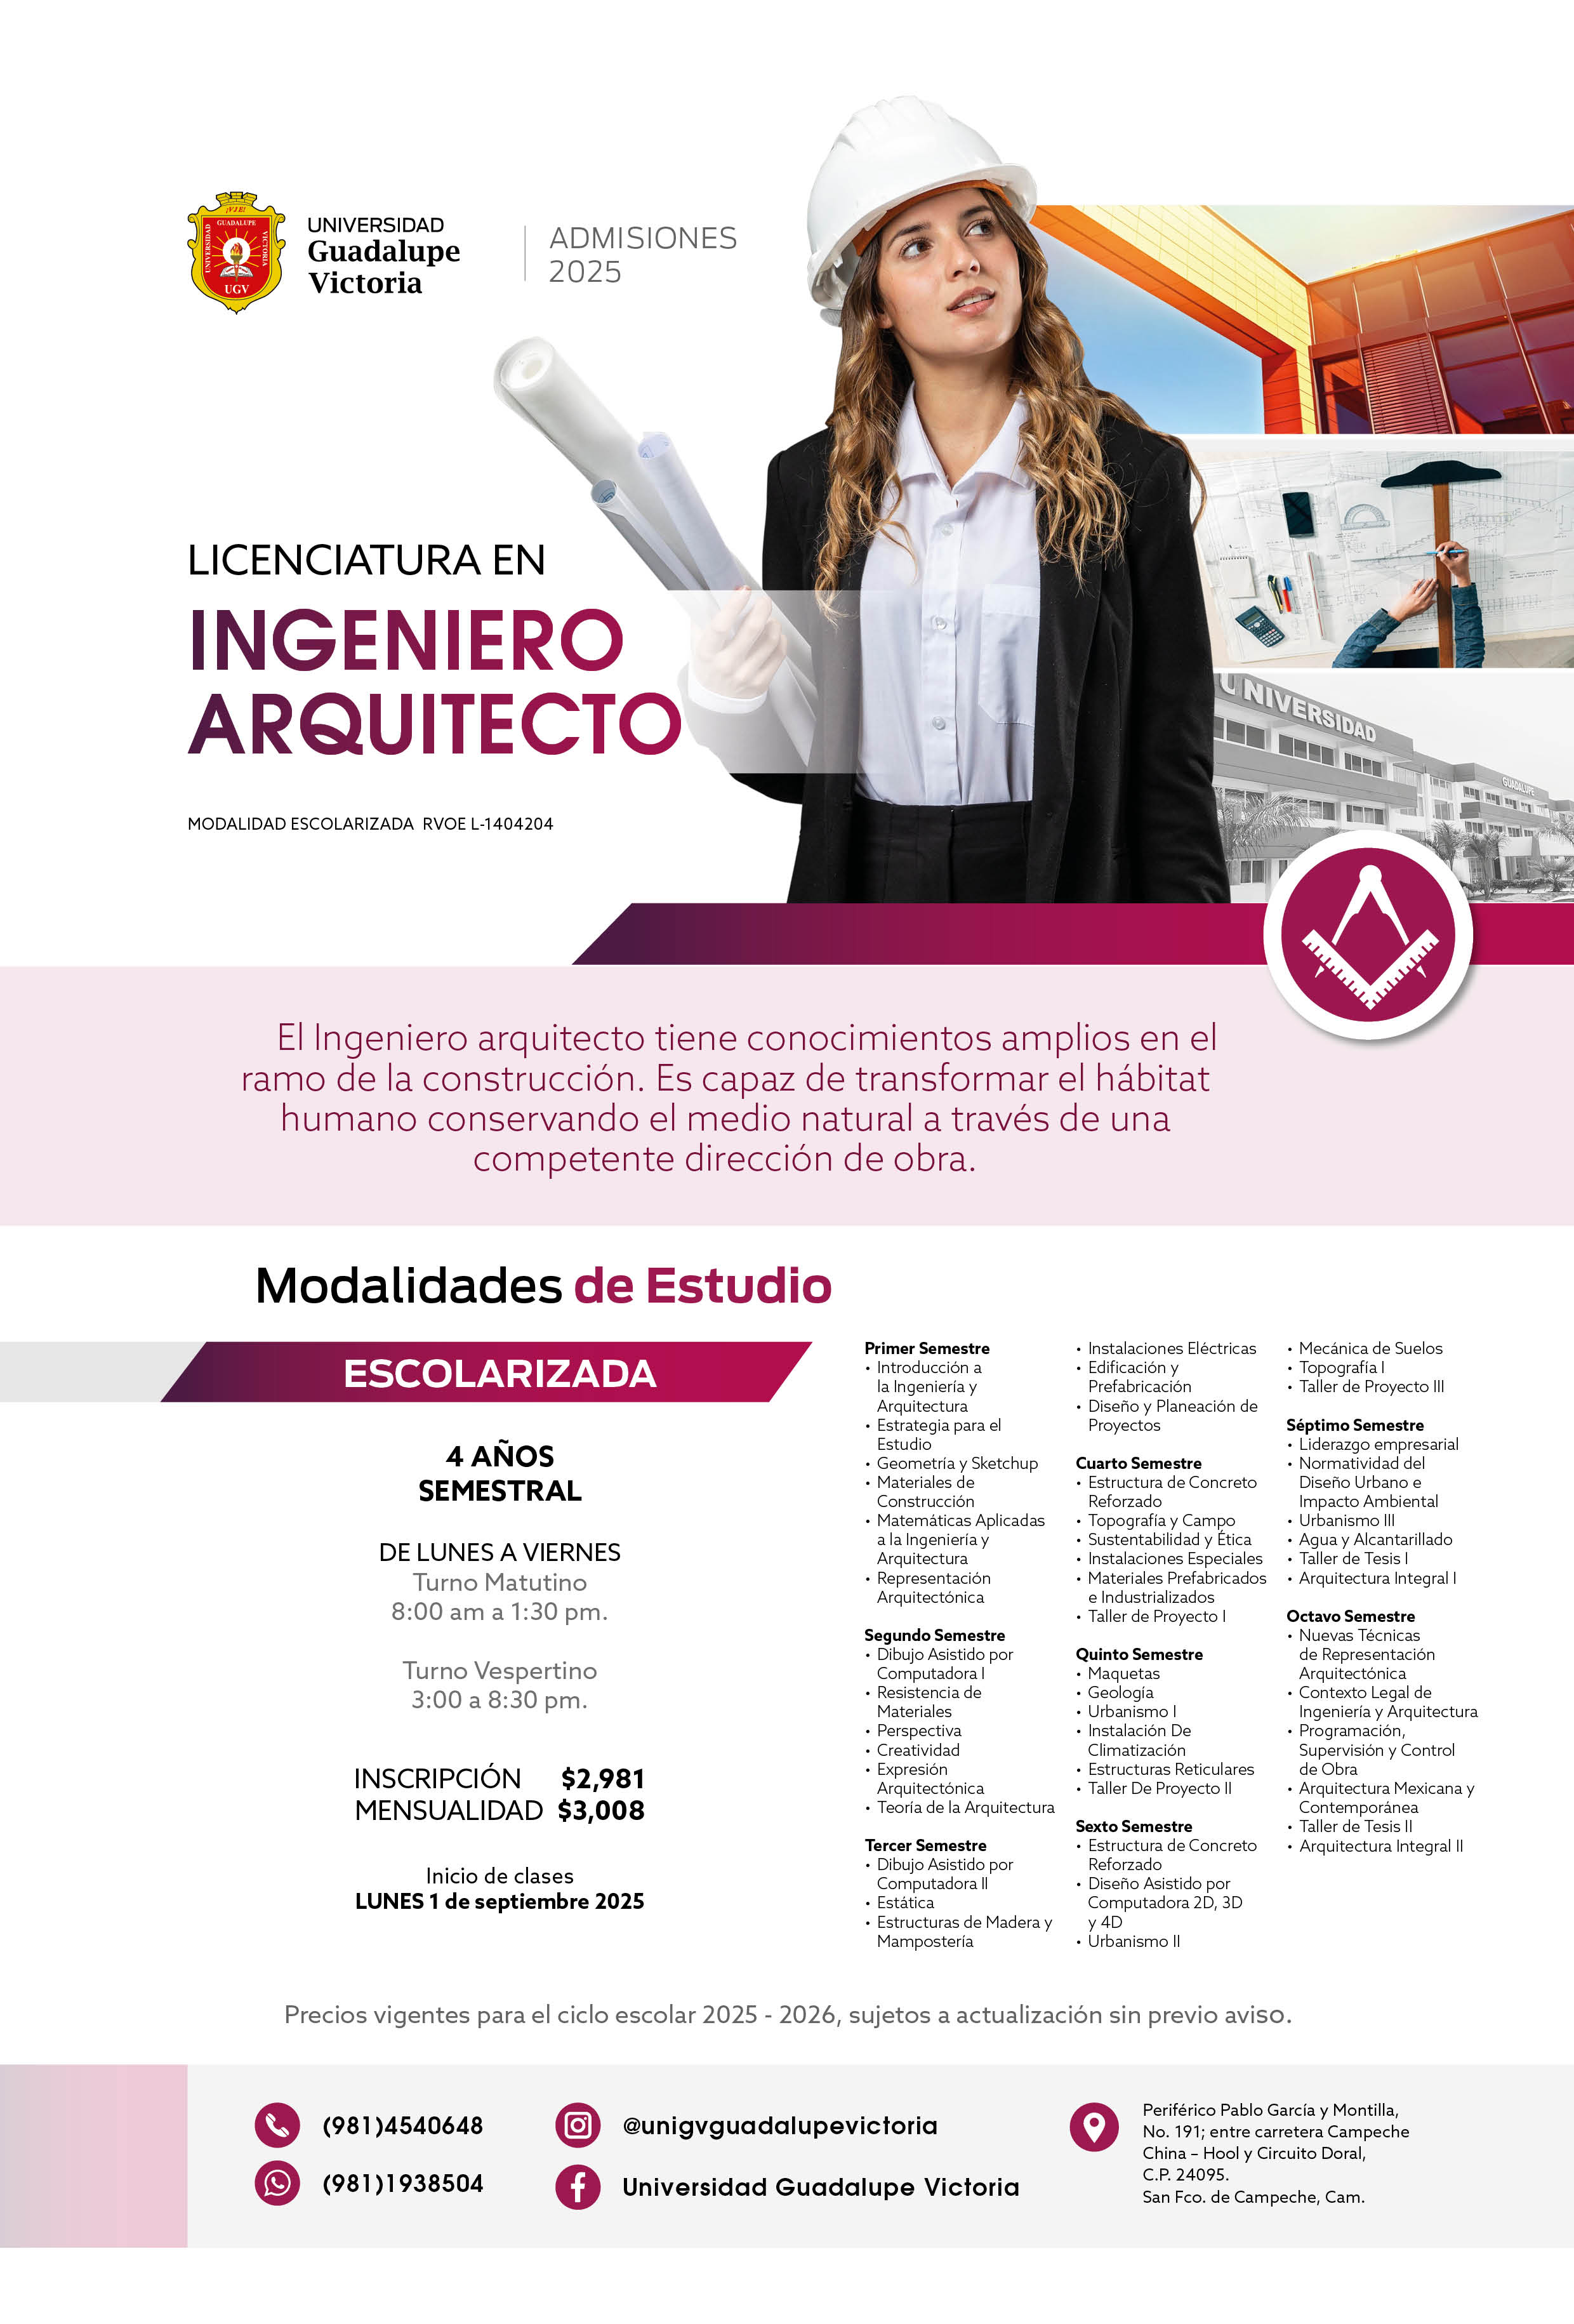 ¡VIE!
UNIVERSIDAD
GUADALUPE
VICTORIA
UGV
UNIVERSIDAD
Guadalupe
Victoria
ADMISIONES
2025
LICENCIATURA EN
INGENIERO
ARQUITECTO
MODALIDAD ESCOLARIZADA  RVOE L-1404204
UNIVERSIDAD
GUADALUPE
El Ingeniero arquitecto tiene conocimientos amplios en el
ramo de la construcción. Es capaz de transformar el hábitat
humano conservando el medio natural a través de una
competente dirección de obra.
Modalidades de Estudio
ESCOLARIZADA
4 AÑOS
SEMESTRAL
DE LUNES A VIERNES
Turno Matutino
8:00 am a 1:30 pm.
Turno Vespertino
3:00 a 8:30 pm.
INSCRIPCIÓN $2,981
MENSUALIDAD $3,008
Inicio de clases
LUNES 1 de septiembre 2025
Primer Semestre
• Introducción a
la Ingeniería y
Arquitectura
• Estrategia para el
Estudio
• Geometría y Sketchup
• Materiales de
Construcción
• Matemáticas Aplicadas
a la Ingeniería y
Arquitectura
• Representación
Arquitectónica
Segundo Semestre
• Dibujo Asistido por
Computadora I
• Resistencia de
Materiales
• Perspectiva
• Creatividad
• Expresión
Arquitectónica
• Teoría de la Arquitectura
Tercer Semestre
• Dibujo Asistido por
Computadora II
• Estática
• Estructuras de Madera y
Mampostería
• Instalaciones Eléctricas
• Edificación y
Prefabricación
• Diseño y Planeación de
Proyectos
Cuarto Semestre
• Estructura de Concreto
Reforzado
• Topografía y Campo
• Sustentabilidad y Ética
• Instalaciones Especiales
• Materiales Prefabricados
e Industrializados
• Taller de Proyecto I
Quinto Semestre
• Maquetas
• Geología
• Urbanismo I
• Instalación De
Climatización
• Estructuras Reticulares
• Taller De Proyecto II
Sexto Semestre
• Estructura de Concreto
Reforzado
• Diseño Asistido por
Computadora 2D, 3D
y 4D
• Urbanismo II
• Mecánica de Suelos
• Topografía I
• Taller de Proyecto III
Séptimo Semestre
• Liderazgo empresarial
• Normatividad del
Diseño Urbano e
Impacto Ambiental
• Urbanismo III
• Agua y Alcantarillado
• Taller de Tesis I
• Arquitectura Integral I
Octavo Semestre
• Nuevas Técnicas
de Representación
Arquitectónica
• Contexto Legal de
Ingeniería y Arquitectura
• Programación,
Supervisión y Control
de Obra
• Arquitectura Mexicana y
Contemporánea
• Taller de Tesis II
• Arquitectura Integral II
Precios vigentes para el ciclo escolar 2025 - 2026, sujetos a actualización sin previo aviso.
(981)4540648
(981)1938504
@unigvguadalupevictoria
Universidad Guadalupe Victoria
Periférico Pablo García y Montilla,
No. 191; entre carretera Campeche
China – Hool y Circuito Doral,
C.P. 24095.
San Fco. de Campeche, Cam.